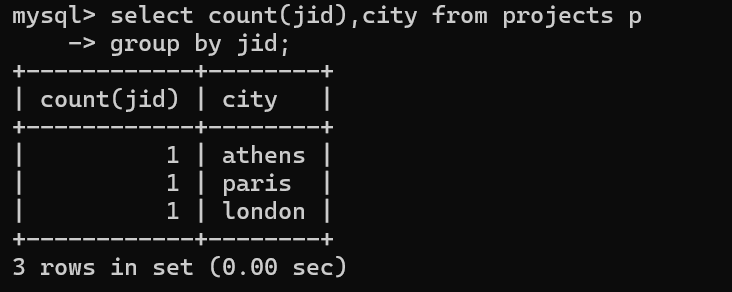 mysql> select count(jid),city from projects p
    -> group by jid;
+------------+--------+
| count(jid) | city   |
+------------+--------+
|          1 | athens |
|          1 | paris  |
|          1 | london |
+------------+--------+
3 rows in set (0.00 sec)